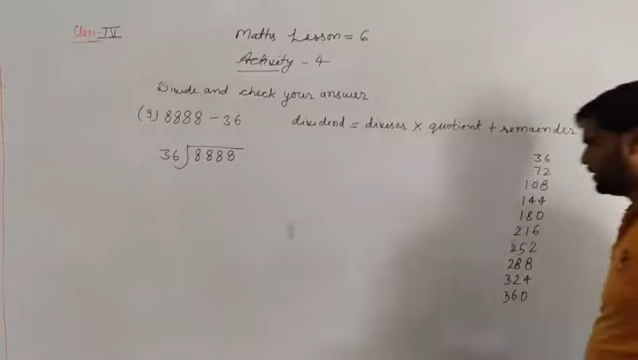 Class-IV
Maths Lesson = 6
Activity - 4
Divide and check your answer
(9) 8888 ÷ 36
dividend = divisor × quotient + remainder
36)8888
36
72
108
144
180
216
252
288
324
360